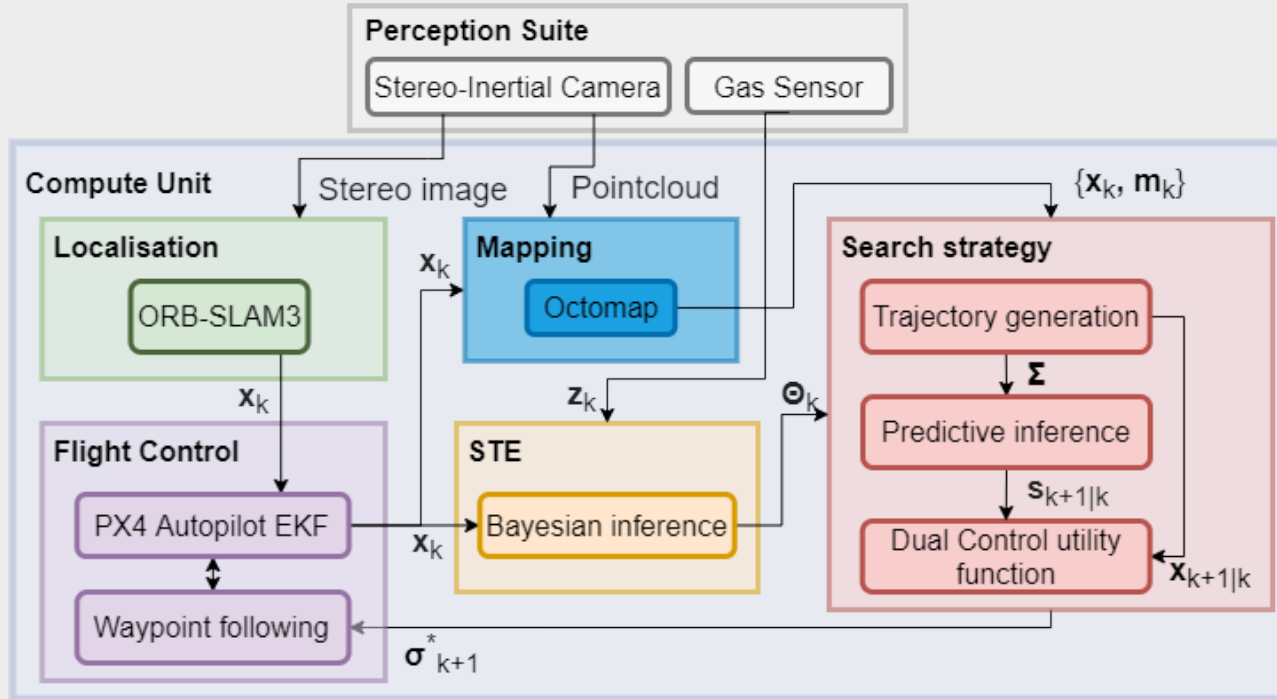 Perception Suite
Stereo-Inertial Camera
Gas Sensor
Compute Unit
Stereo image
Pointcloud
{xₖ, mₖ}
Localisation
ORB-SLAM3
xₖ
Mapping
Octomap
xₖ
zₖ
Θₖ
Search strategy
Trajectory generation
Σ
Predictive inference
sₖ₊₁|ₖ
Dual Control utility
function
xₖ₊₁|ₖ
Flight Control
PX4 Autopilot EKF
xₖ
Waypoint following
STE
Bayesian inference
σ*ₖ₊₁